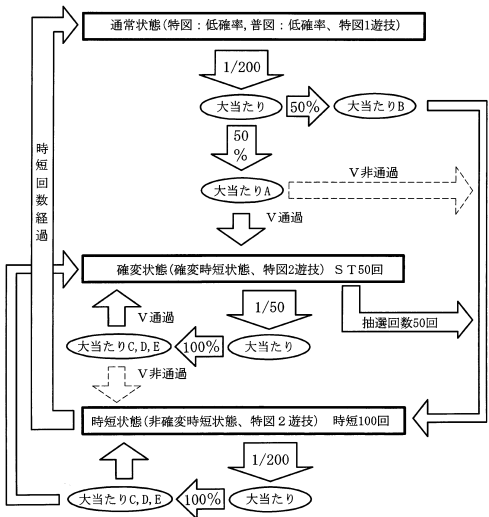 通常状態(特図：低確率,普図：低確率、特図1遊技)
1/200
大当たり
50%
大当たりB
50
%
時短回数経過
V非通過
大当たりA
V通過
確変状態(確変時短状態、特図2遊技) ST50回
V通過
1/50
抽選回数50回
大当たりC,D,E
100%
大当たり
V非通過
時短状態(非確変時短状態、特図２遊技) 時短100回
1/200
大当たりC,D,E
100%
大当たり